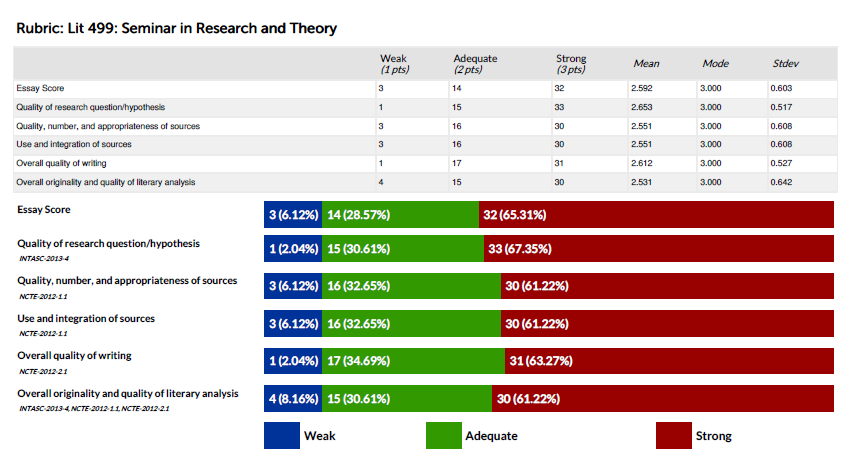 Rubric: Lit 499: Seminar in Research and Theory
Weak Adequate Strong Mean Mode Stdev
(1 pts) (2 pts) (3 pts)
Essay Score 3 14 32 2.592 3.000 0.603
Quality of research question/hypothesis 1 15 33 2.653 3.000 0.517
Quality, number, and appropriateness of sources 3 16 30 2.551 3.000 0.608
Use and integration of sources 3 16 30 2.551 3.000 0.608
Overall quality of writing 1 17 31 2.612 3.000 0.527
Overall originality and quality of literary analysis 4 15 30 2.531 3.000 0.642
Essay Score 3 (6.12%) 14 (28.57%) 32 (65.31%)
Quality of research question/hypothesis 1 (2.04%) 15 (30.61%) 33 (67.35%)
INTASC-2013-4
Quality, number, and appropriateness of sources 3 (6.12%) 16 (32.65%) 30 (61.22%)
NCTE-2012-1.1
Use and integration of sources 3 (6.12%) 16 (32.65%) 30 (61.22%)
NCTE-2012-1.1
Overall quality of writing 1 (2.04%) 17 (34.69%) 31 (63.27%)
NCTE-2012-2.1
Overall originality and quality of literary analysis 4 (8.16%) 15 (30.61%) 30 (61.22%)
INTASC-2013-4, NCTE-2012-1.1, NCTE-2012-2.1
Weak Adequate Strong